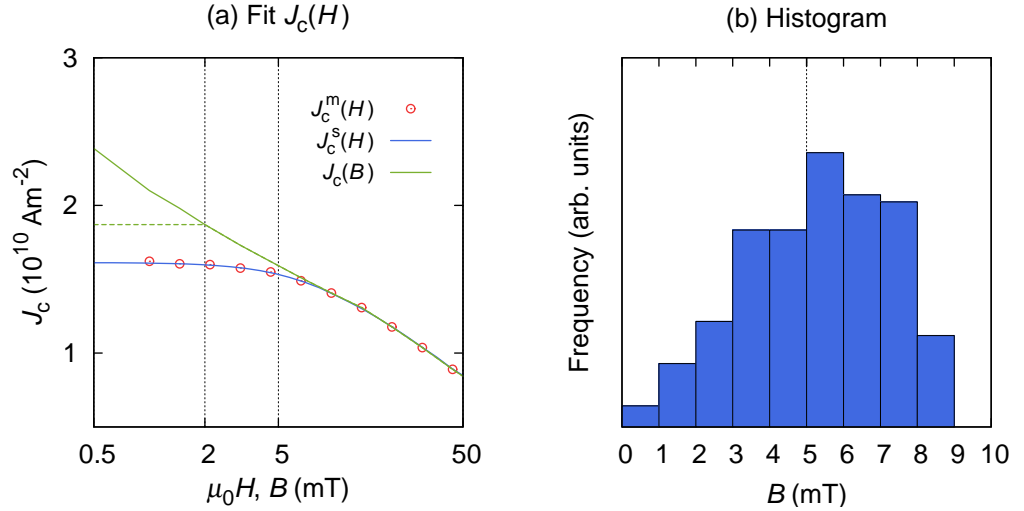 (a) Fit Jc(H)
3
2
1
Jc (10^10 Am^-2)
Jc^m(H)
Jc^s(H)
Jc(B)
0.5 2 5 50
μ0H, B (mT)
(b) Histogram
Frequency (arb. units)
0 1 2 3 4 5 6 7 8 9 10
B (mT)